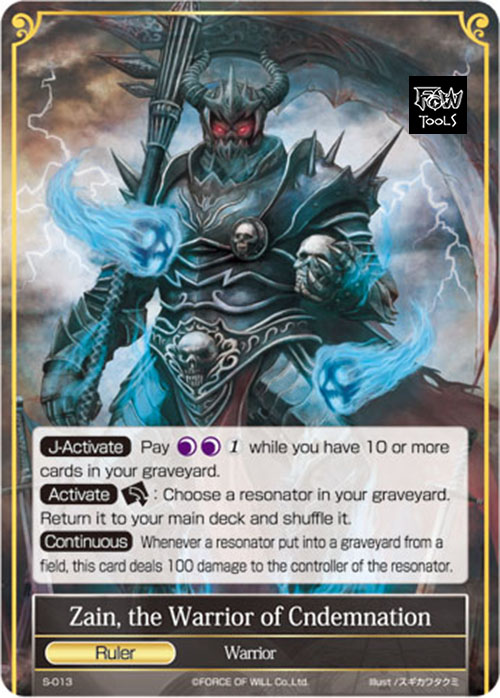 FOW
TOOLS
J-Activate Pay 1 while you have 10 or more
cards in your graveyard.
Activate : Choose a resonator in your graveyard.
Return it to your main deck and shuffle it.
Continuous Whenever a resonator put into a graveyard from a
field, this card deals 100 damage to the controller of the resonator.
Zain, the Warrior of Cndemnation
Ruler Warrior
S-013 ©FORCE OF WILL Co.,Ltd. Illust /スギカワタクミ